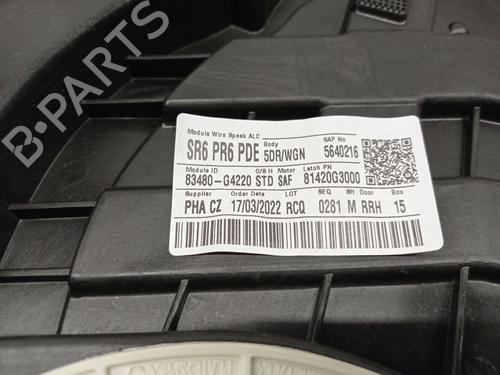 B-PARTS
Module Wire Speak ALC Body SAP No
SR6 PR6 PDE 5DR/WGN 5640216
Module ID O/S H Motor Latch PN
83480-G4220 STD SAF 81420G3000
Supplier Order Date LOT SEQ Stt Door Box
PHA CZ 17/03/2022 RCQ 0281 M RRH 15